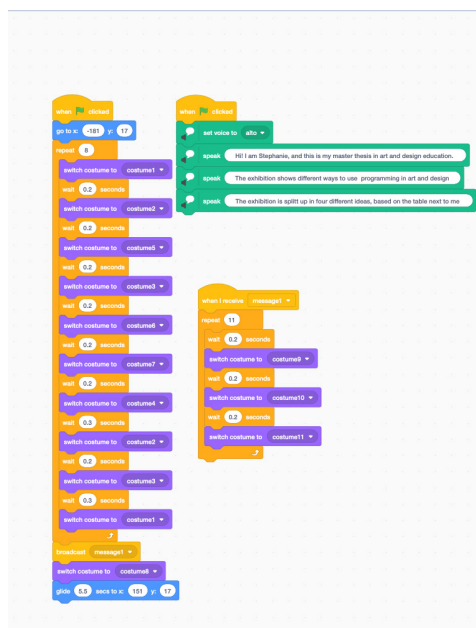 when clicked
go to x: -181 y: 17
repeat 8
switch costume to costume1
wait 0.2 seconds
switch costume to costume2
wait 0.2 seconds
switch costume to costume5
wait 0.2 seconds
switch costume to costume3
wait 0.2 seconds
switch costume to costume6
wait 0.2 seconds
switch costume to costume7
wait 0.2 seconds
switch costume to costume4
wait 0.3 seconds
switch costume to costume2
wait 0.2 seconds
switch costume to costume3
wait 0.3 seconds
switch costume to costume1
broadcast message1
switch costume to costume8
glide 5.5 secs to x: 151 y: 17
when clicked
set voice to alto
speak Hi! I am Stephanie, and this is my master thesis in art and design education.
speak The exhibition shows different ways to use programming in art and design
speak The exhibition is splitt up in four different ideas, based on the table next to me
when I receive message1
repeat 11
wait 0.2 seconds
switch costume to costume9
wait 0.2 seconds
switch costume to costume10
wait 0.2 seconds
switch costume to costume11